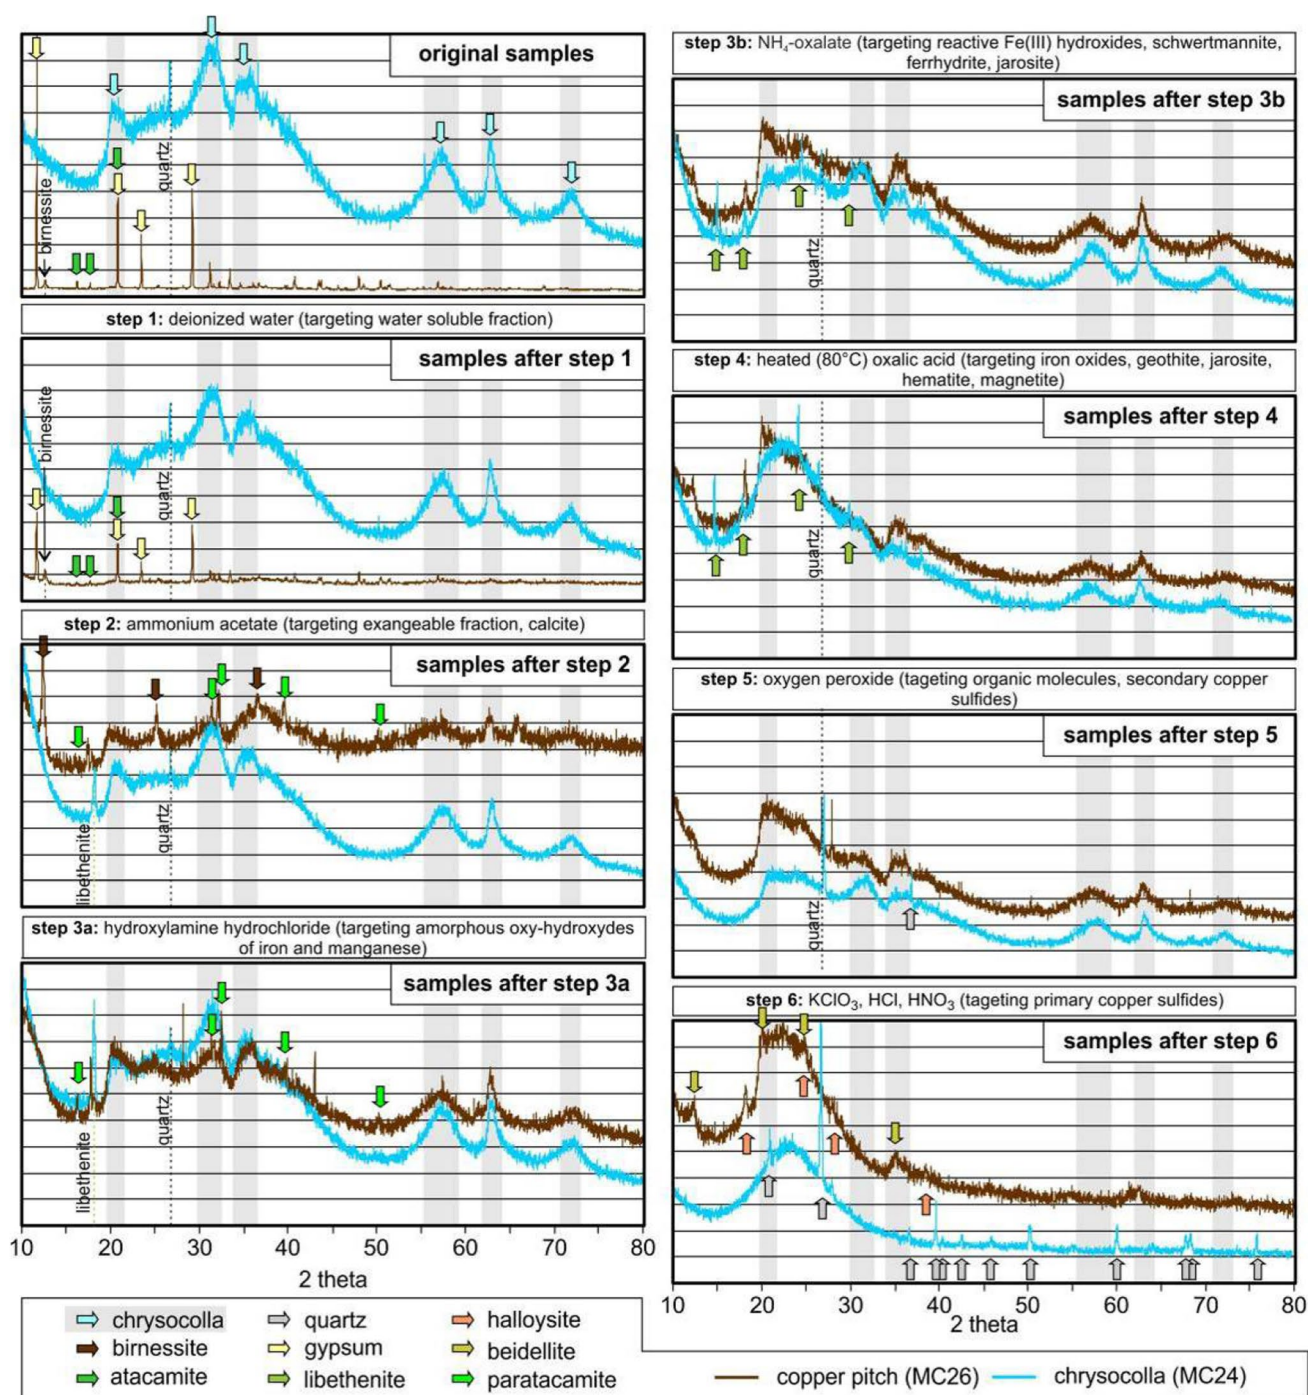 original samples
birnessite
quartz
step 1: deionized water (targeting water soluble fraction)
samples after step 1
birnessite
quartz
step 2: ammonium acetate (targeting exangeable fraction, calcite)
samples after step 2
libethenite
quartz
step 3a: hydroxylamine hydrochloride (targeting amorphous oxy-hydroxydes
of iron and manganese)
samples after step 3a
libethenite
quartz
10 20 30 40 50 60 70 80
2 theta
step 3b: NH₄-oxalate (targeting reactive Fe(III) hydroxides, schwertmannite,
ferrhydrite, jarosite)
samples after step 3b
quartz
step 4: heated (80°C) oxalic acid (targeting iron oxides, geothite, jarosite,
hematite, magnetite)
samples after step 4
quartz
step 5: oxygen peroxide (tageting organic molecules, secondary copper
sulfides)
samples after step 5
quartz
step 6: KClO₃, HCl, HNO₃ (tageting primary copper sulfides)
samples after step 6
10 20 30 40 50 60 70 80
2 theta
chrysocolla quartz halloysite
birnessite gypsum beidellite
atacamite libethenite paratacamite
copper pitch (MC26) chrysocolla (MC24)